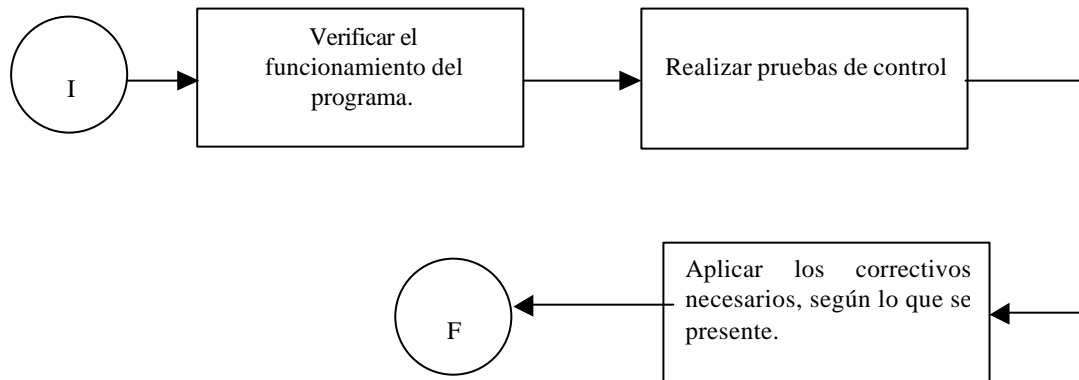 I
Verificar el
funcionamiento del
programa.
Realizar pruebas de control
Aplicar los correctivos
necesarios, según lo que se
presente.
F